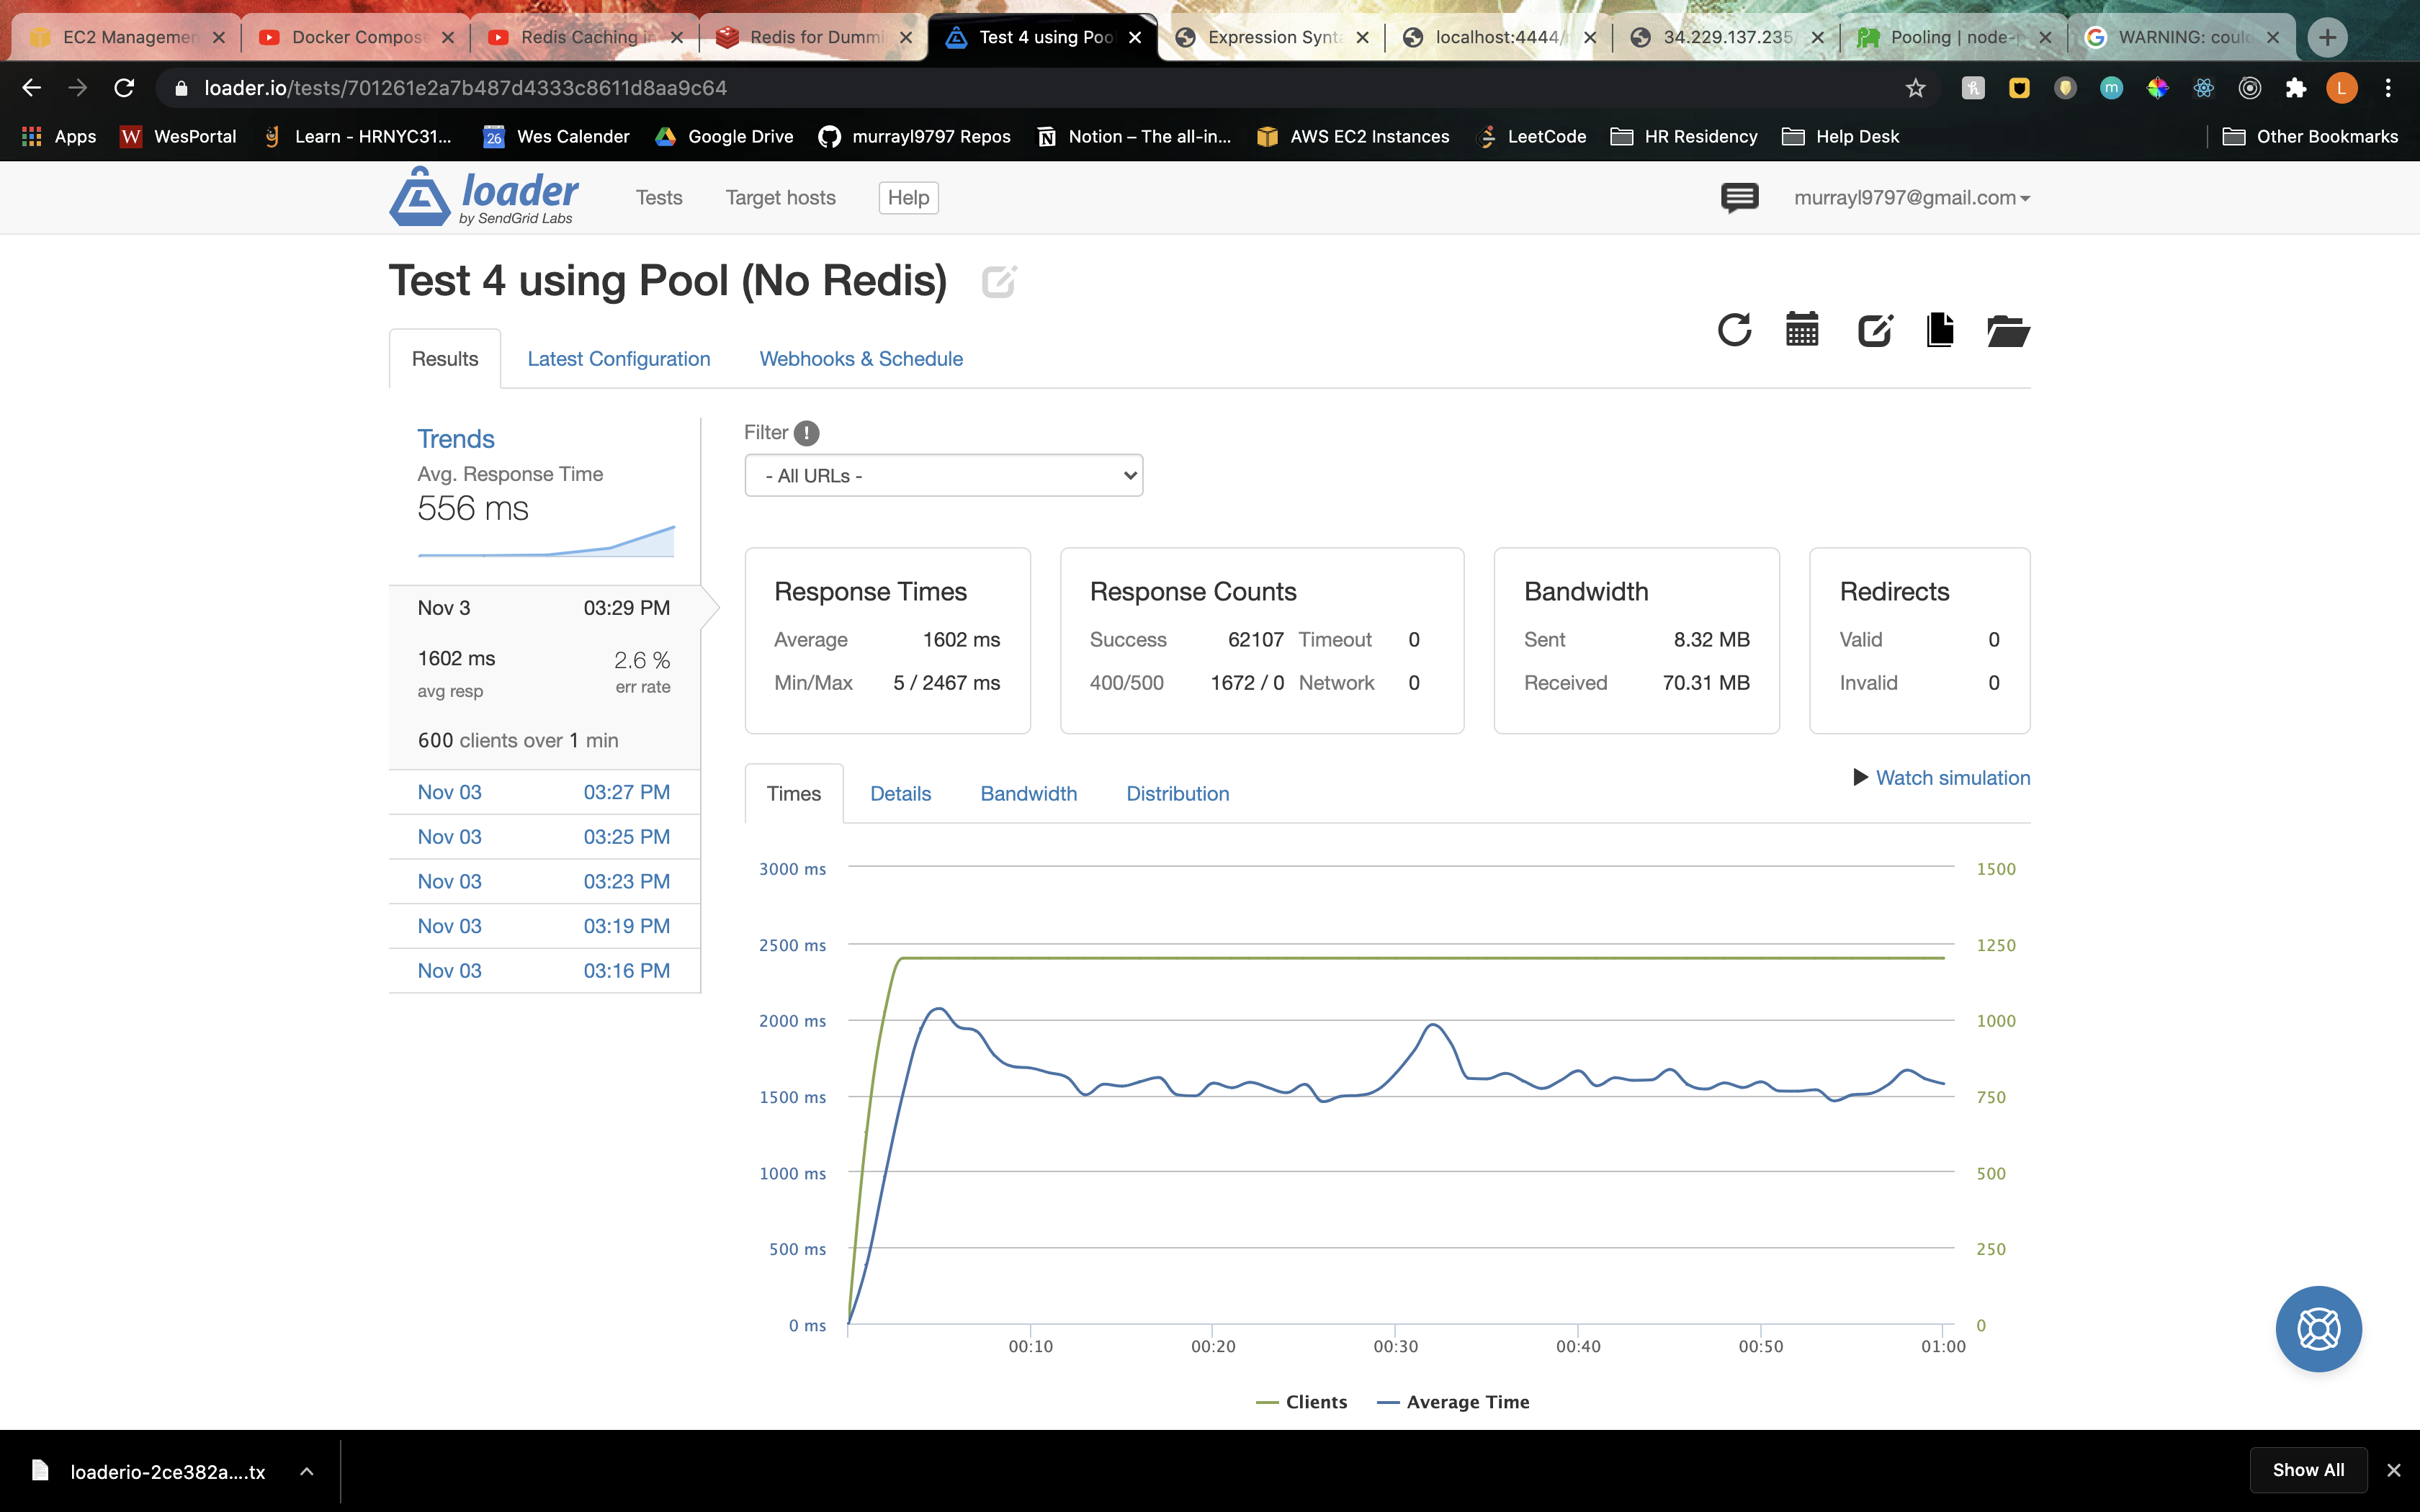 EC2 Managemen
Docker Compos
Redis Caching in
Redis for Dummi
Test 4 using Poo
Expression Synta
localhost:4444/
34.229.137.235
Pooling | node-
WARNING: coul
loader.io/tests/701261e2a7b487d4333c8611d8aa9c64
L
Apps
WesPortal
Learn - HRNYC31...
Wes Calender
Google Drive
murrayl9797 Repos
Notion – The all-in...
AWS EC2 Instances
LeetCode
HR Residency
Help Desk
Other Bookmarks
loader
by SendGrid Labs
Tests
Target hosts
Help
murrayl9797@gmail.com
Test 4 using Pool (No Redis)
Results
Latest Configuration
Webhooks & Schedule
Trends
Avg. Response Time
556 ms
Nov 3 03:29 PM
1602 ms 2.6 %
avg resp err rate
600 clients over 1 min
Nov 03 03:27 PM
Nov 03 03:25 PM
Nov 03 03:23 PM
Nov 03 03:19 PM
Nov 03 03:16 PM
Filter !
- All URLs -
Response Times
Average 1602 ms
Min/Max 5 / 2467 ms
Response Counts
Success 62107 Timeout 0
400/500 1672 / 0 Network 0
Bandwidth
Sent 8.32 MB
Received 70.31 MB
Redirects
Valid 0
Invalid 0
Times
Details
Bandwidth
Distribution
Watch simulation
3000 ms 1500
2500 ms 1250
2000 ms 1000
1500 ms 750
1000 ms 500
500 ms 250
0 ms 0
00:10 00:20 00:30 00:40 00:50 01:00
Clients Average Time
loaderio-2ce382a....tx
Show All